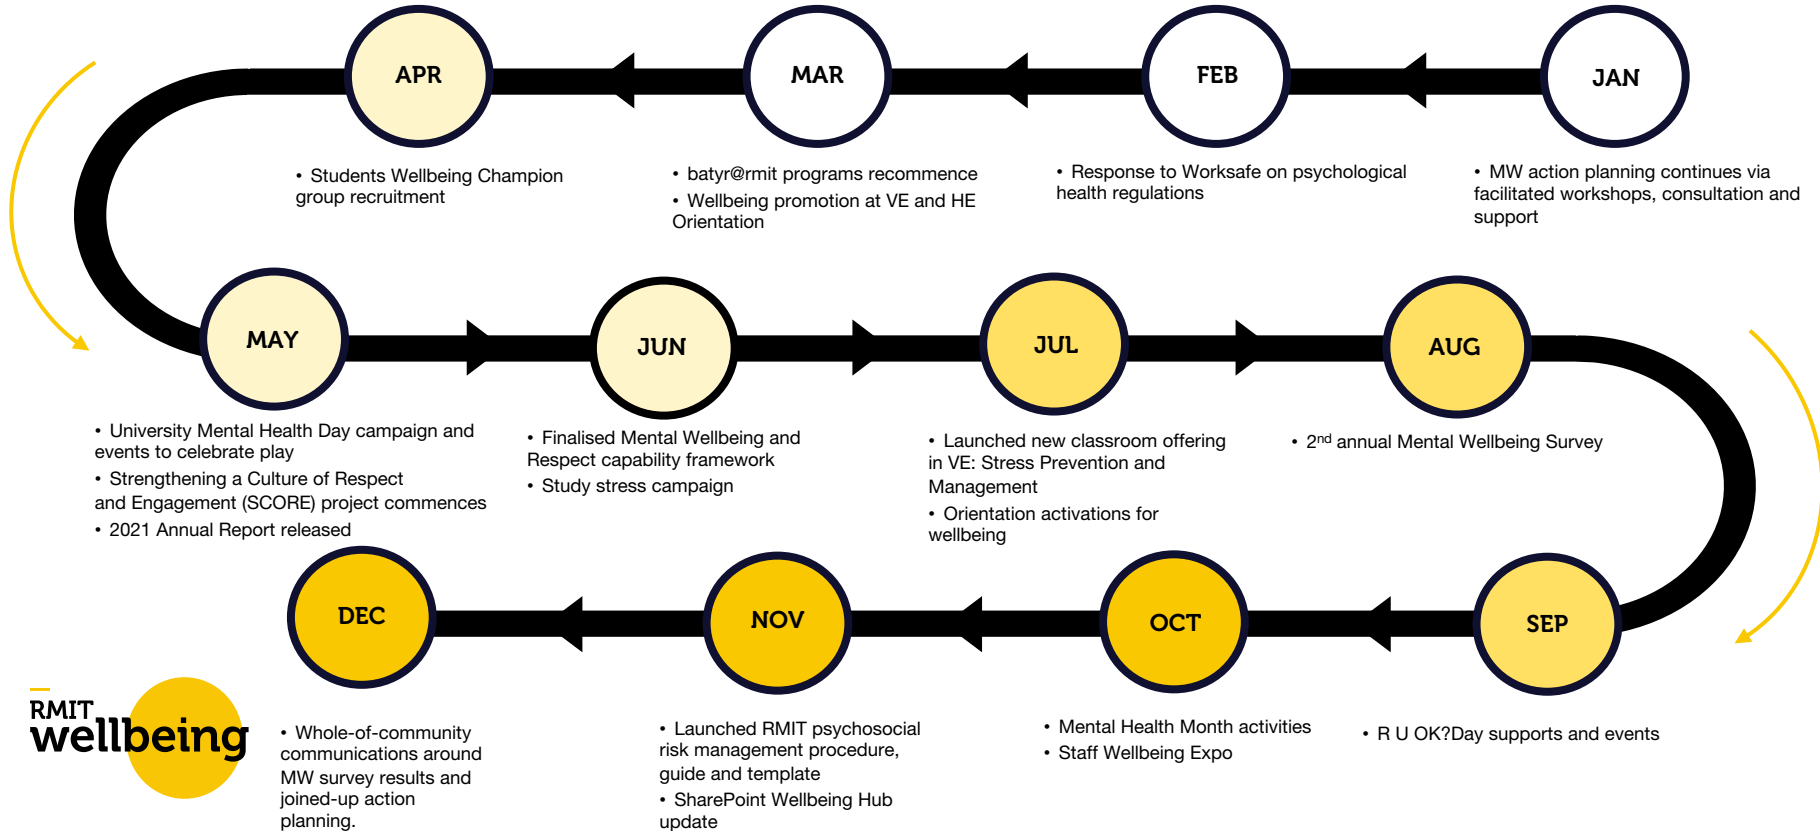 JAN
• MW action planning continues via
facilitated workshops, consultation and
support
FEB
• Response to Worksafe on psychological
health regulations
MAR
• batyr@rmit programs recommence
• Wellbeing promotion at VE and HE
Orientation
APR
• Students Wellbeing Champion
group recruitment
MAY
• University Mental Health Day campaign and
events to celebrate play
• Strengthening a Culture of Respect
and Engagement (SCORE) project commences
• 2021 Annual Report released
JUN
• Finalised Mental Wellbeing and
Respect capability framework
• Study stress campaign
JUL
• Launched new classroom offering
in VE: Stress Prevention and
Management
• Orientation activations for
wellbeing
AUG
• 2nd annual Mental Wellbeing Survey
SEP
• R U OK?Day supports and events
OCT
• Mental Health Month activities
• Staff Wellbeing Expo
NOV
• Launched RMIT psychosocial
risk management procedure,
guide and template
• SharePoint Wellbeing Hub
update
DEC
• Whole-of-community
communications around
MW survey results and
joined-up action
planning.
RMIT
wellbeing